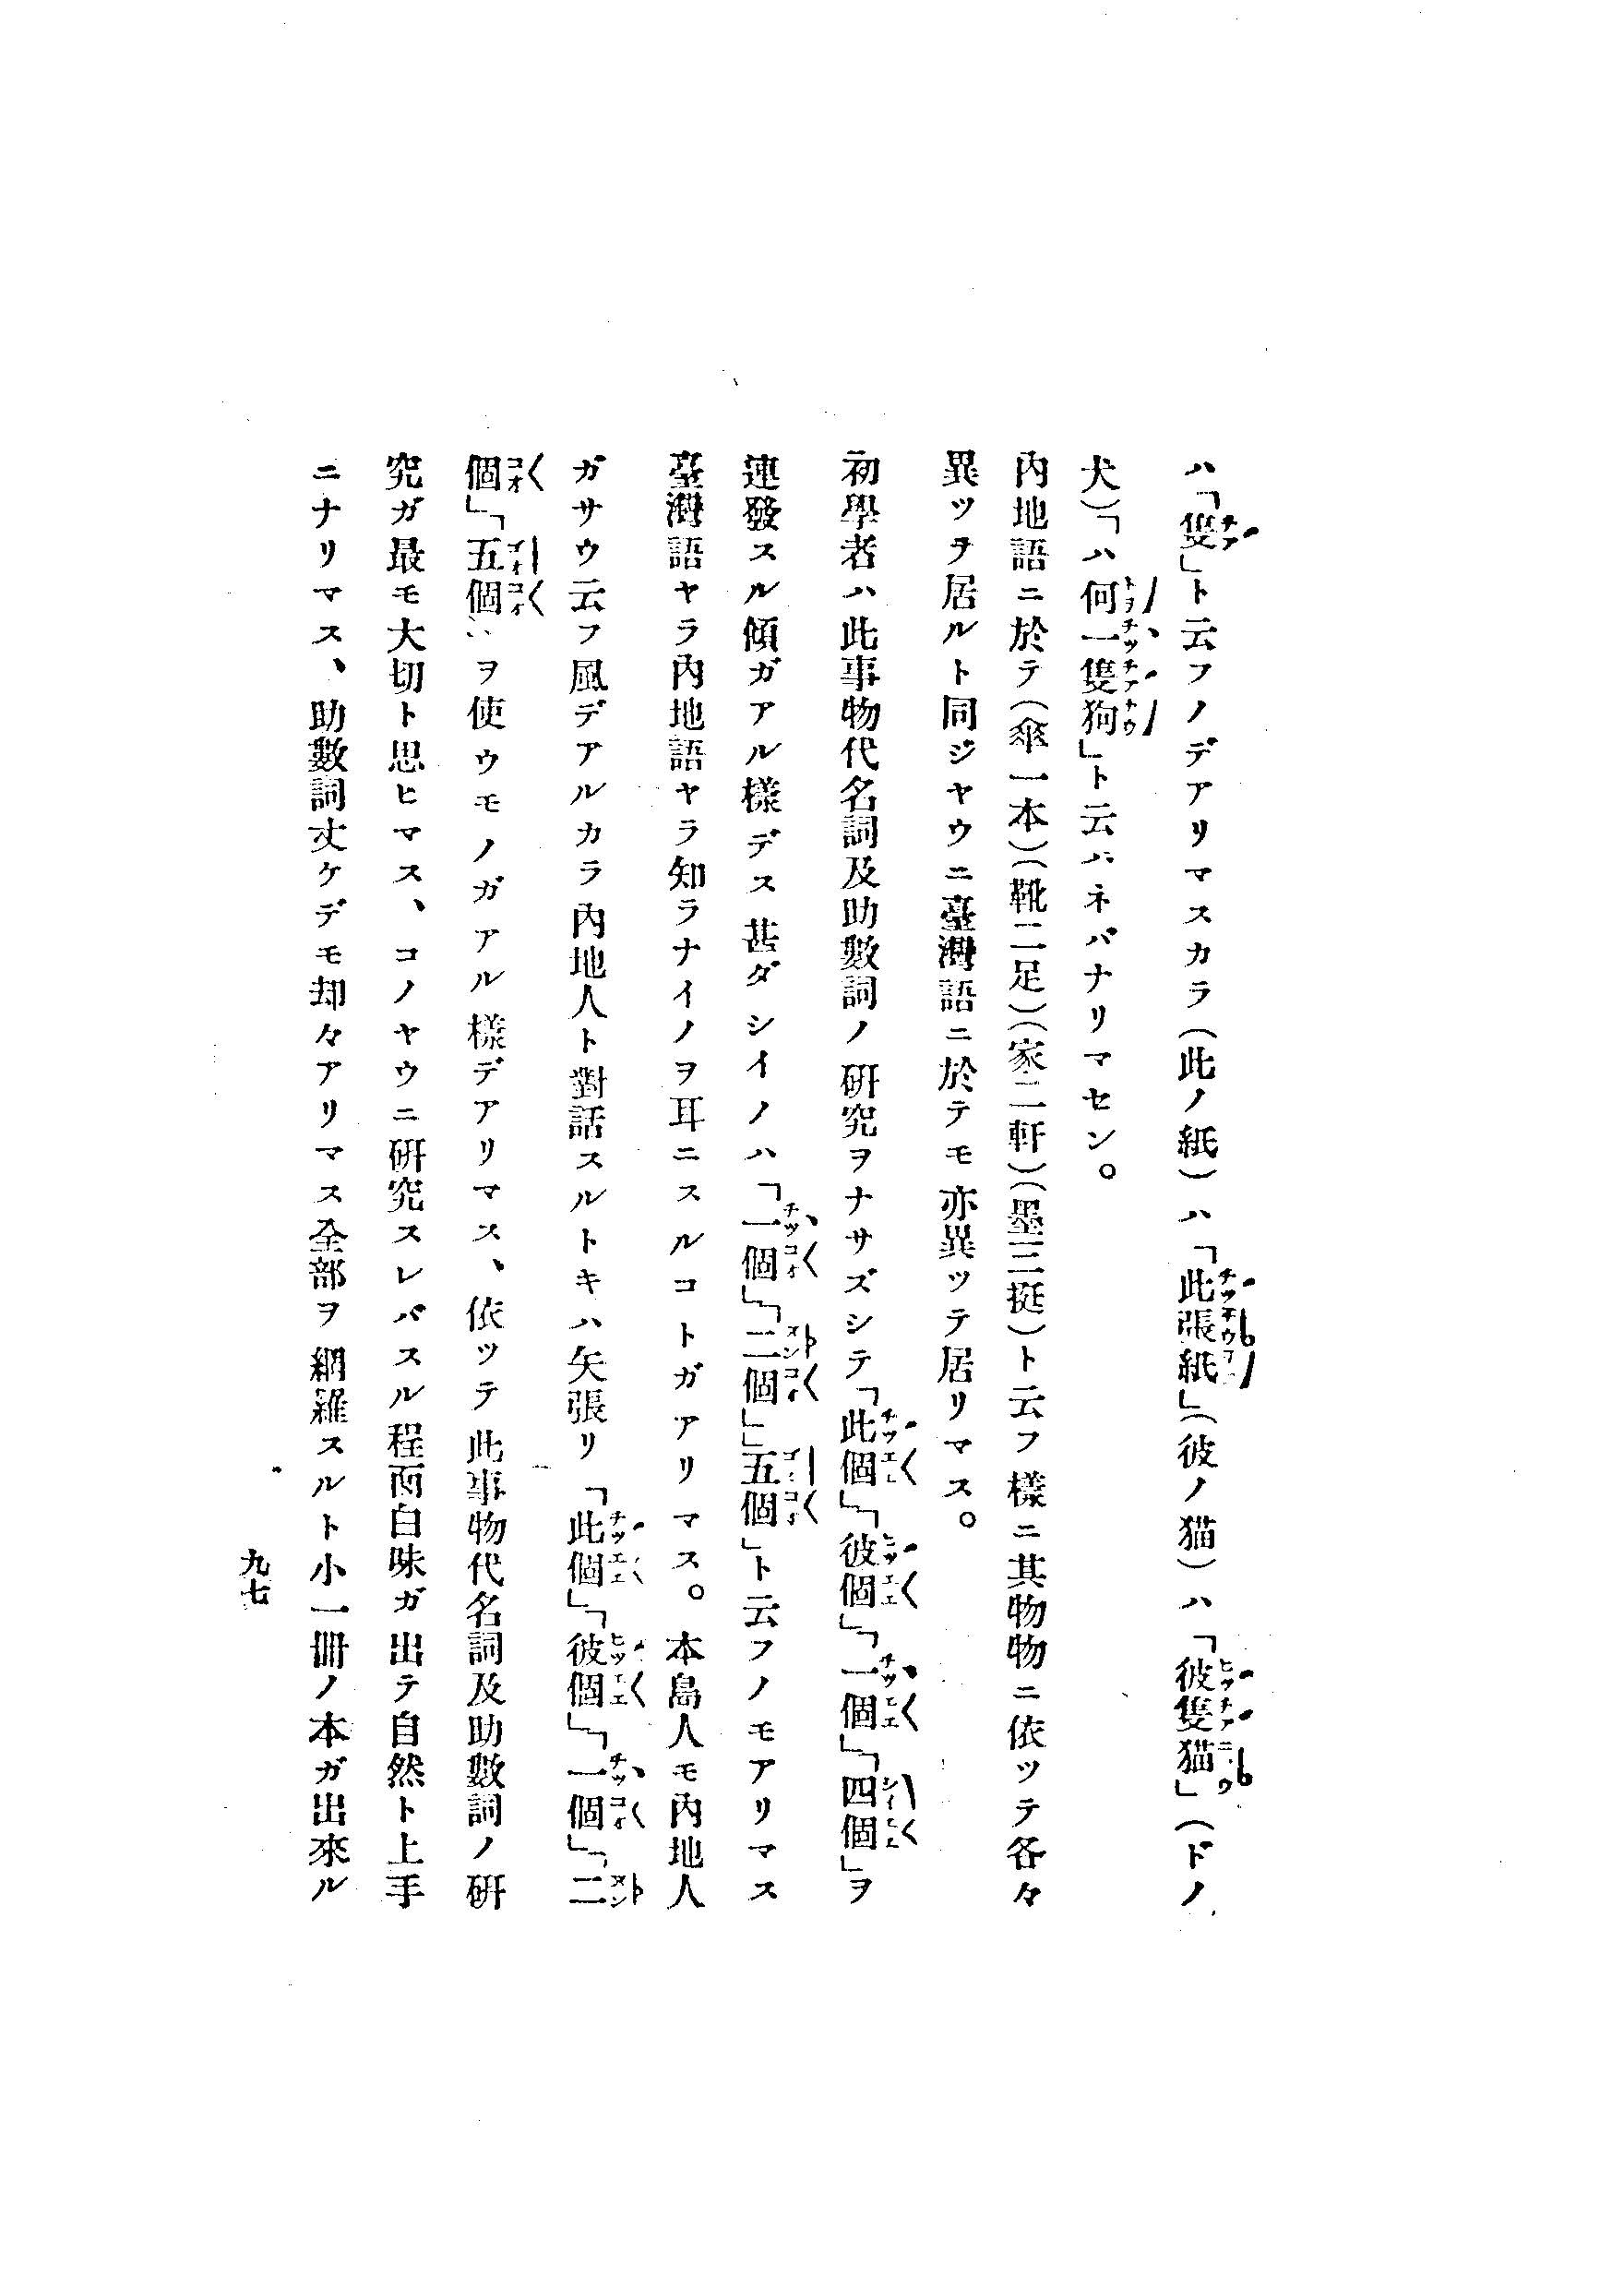 ハ「隻」ト云フノデアリマスカラ(此ノ紙)ハ「此張紙」(彼ノ猫)ハ「彼隻猫」(ドノ
犬)「ハ何一隻狗」ト云ハネバナリマセン。
內地語ニ於テ(傘一本)(靴二足)(家二軒)(墨三挺)ト云フ樣ニ其物物ニ依ッテ各々
異ツヲ居ルト同ジヤウニ臺灣語ニ於テモ亦異ッテ居リマス。
初學者ハ此事物代名詞及助數詞ノ硏究ヲナサズシテ「此個」「彼個」「一個」「四個」ヲ
連發スル傾ガアル樣デス甚ダシイノハ「一個」「二個」」五個」ト云フノモアリマス
臺灣語ヤラ內地語ヤラ知ラナイノヲ耳ニスルコトガアリマス。本島人モ內地人
ガサウ云フ風デアルカラ內地人ト對話スルトキハ矢張リ「此個」「彼個」「一個」「二
個」「五個」ヲ使ウモノガアル樣デアリマス、依ッテ此事物代名詞及助數詞ノ硏
究ガ最モ大切ト思ヒマス、コノヤウニ硏究スレバスル程面白味ガ出テ自然ト上手
ニナリマス、助數詞丈ケデモ却々アリマス全部ヲ網羅スルト小一冊ノ本ガ出來ル
九七